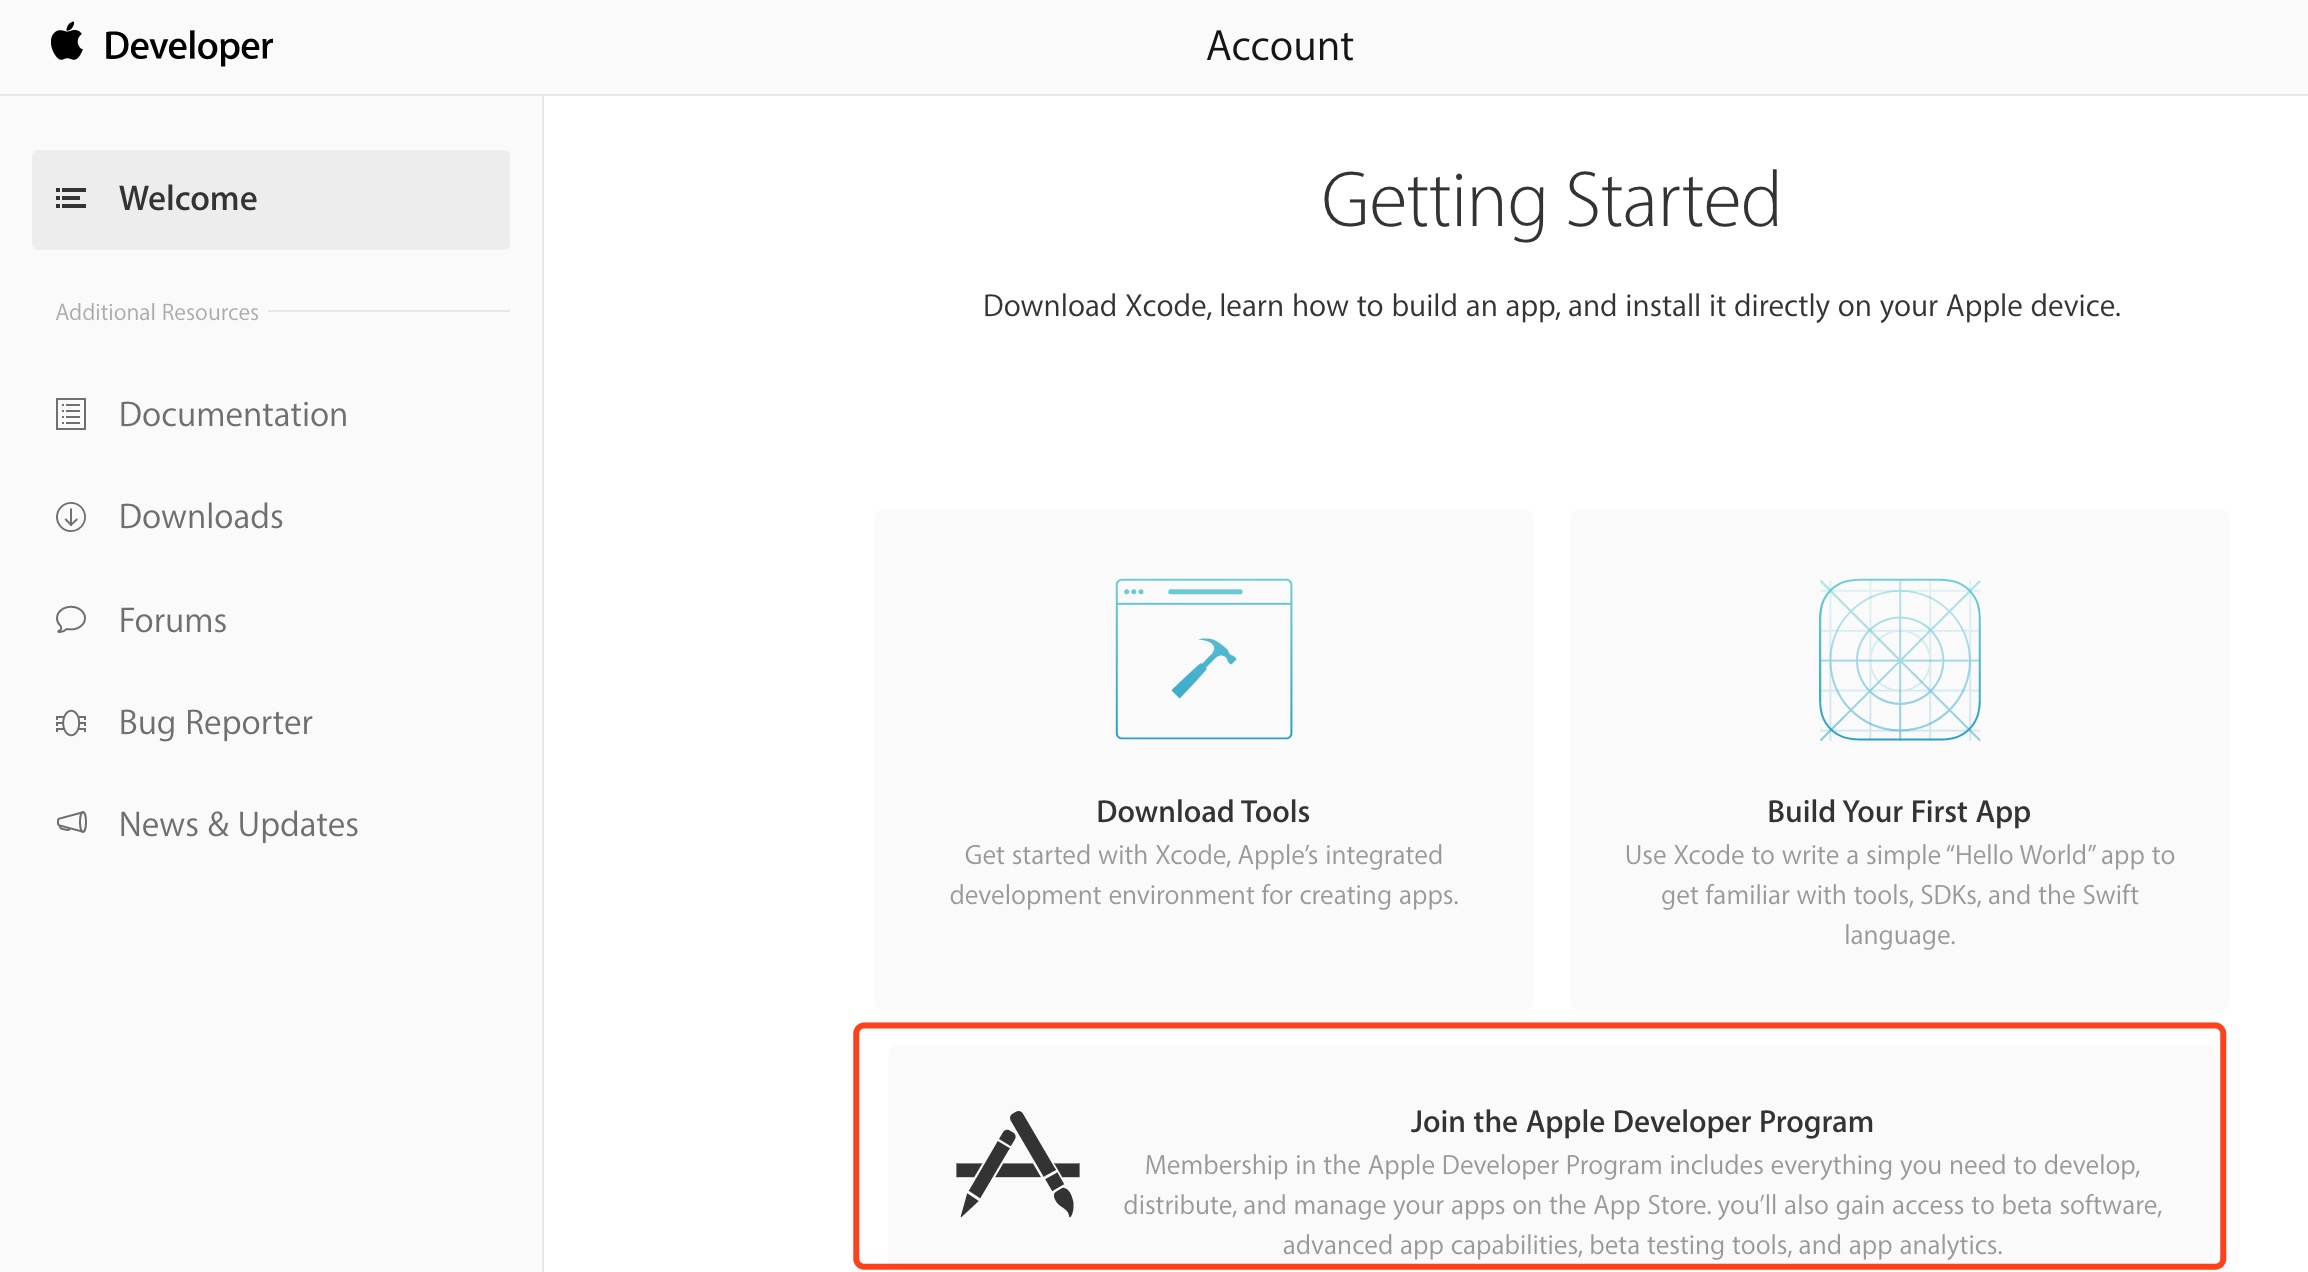 Developer
Account
Welcome
Additional Resources
Documentation
Downloads
Forums
Bug Reporter
News & Updates
Getting Started
Download Xcode, learn how to build an app, and install it directly on your Apple device.
Download Tools
Get started with Xcode, Apple’s integrated
development environment for creating apps.
Build Your First App
Use Xcode to write a simple “Hello World” app to
get familiar with tools, SDKs, and the Swift
language.
Join the Apple Developer Program
Membership in the Apple Developer Program includes everything you need to develop,
distribute, and manage your apps on the App Store. you’ll also gain access to beta software,
advanced app capabilities, beta testing tools, and app analytics.